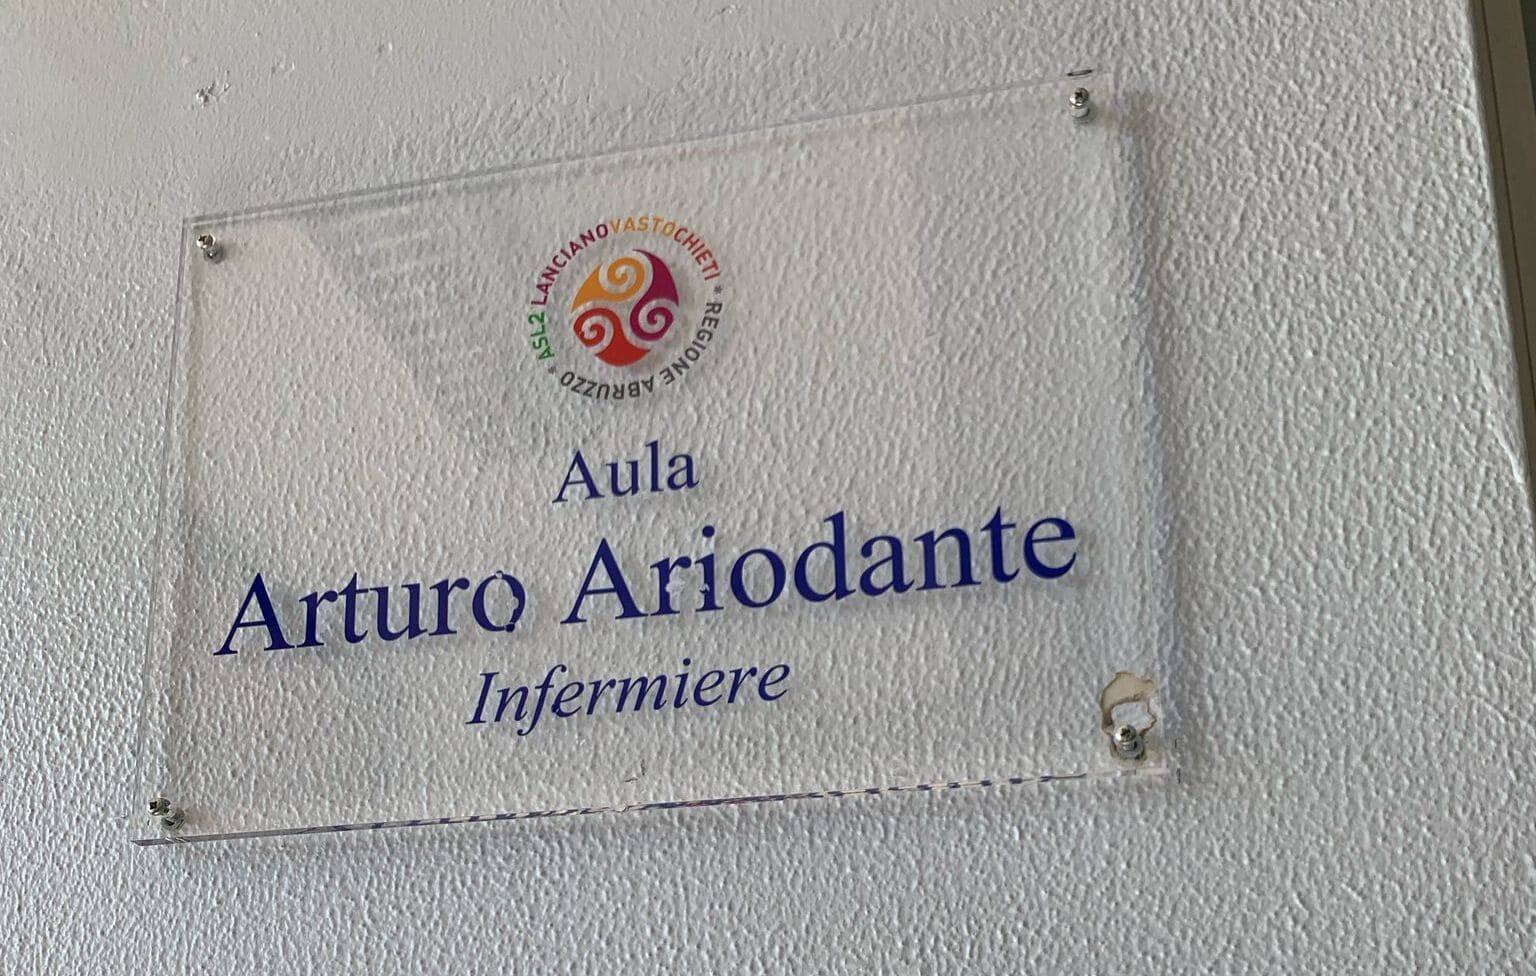 ASL2 LANCIANOVASTOCHIETI * REGIONE ABRUZZO *
Aula
Arturo Ariodante
Infermiere